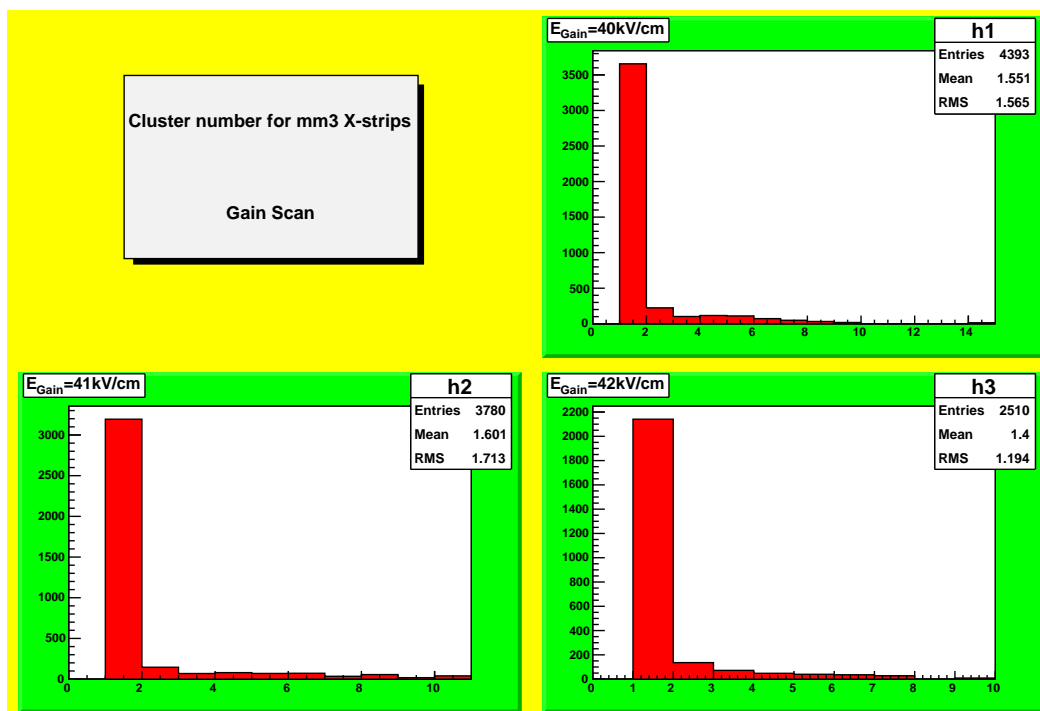 Cluster number for mm3 X-strips
Gain Scan
E_Gain=40kV/cm
h1
Entries 4393
Mean 1.551
RMS 1.565
3500
3000
2500
2000
1500
1000
500
0
0 2 4 6 8 10 12 14
E_Gain=41kV/cm
h2
Entries 3780
Mean 1.601
RMS 1.713
3000
3500
3000
1500
1000
500
0
0 2 4 6 8 10
E_Gain=42kV/cm
h3
Entries 2510
Mean 1.4
RMS 1.194
2200
2000
1800
1600
1400
1200
1000
800
600
400
200
0
0 1 2 3 4 5 6 7 8 9 10